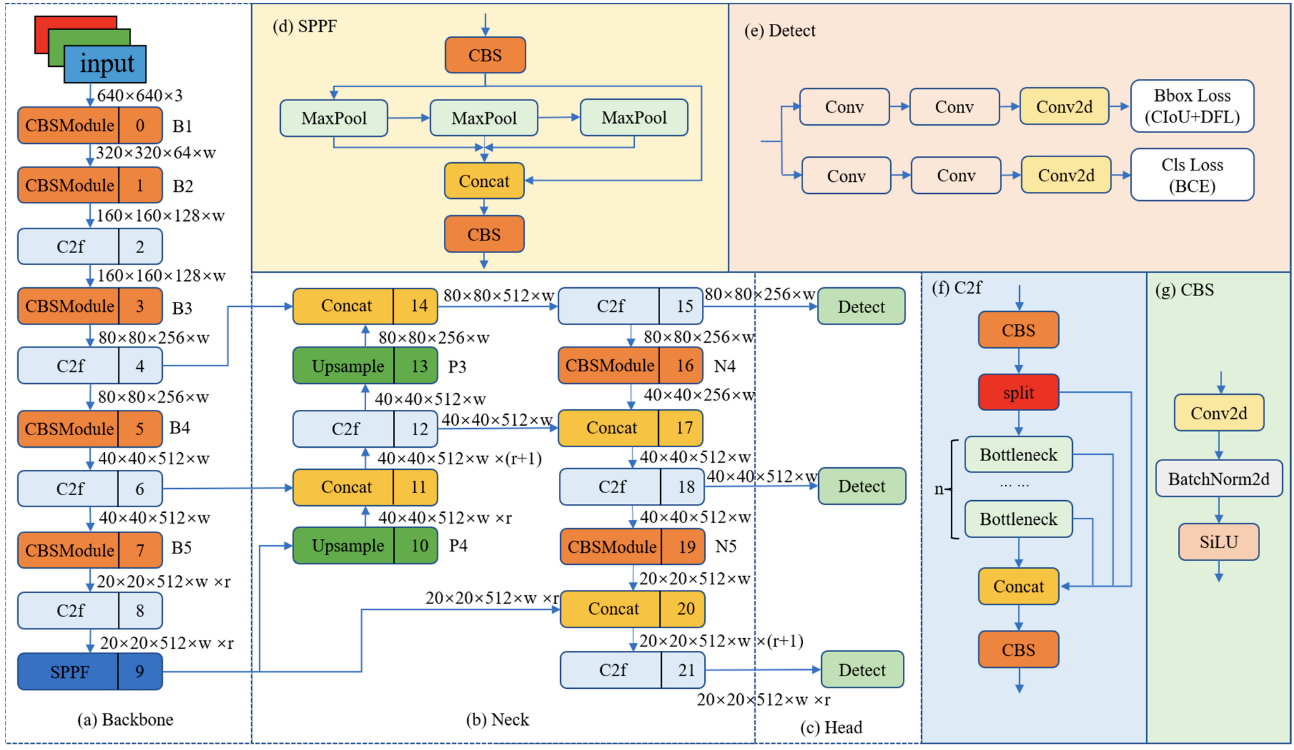 input
640×640×3
CBSModule 0 B1
320×320×64×w
CBSModule 1 B2
160×160×128×w
C2f 2
160×160×128×w
CBSModule 3 B3
80×80×256×w
C2f 4
80×80×256×w
CBSModule 5 B4
40×40×512×w
C2f 6
40×40×512×w
CBSModule 7 B5
20×20×512×w ×r
C2f 8
20×20×512×w ×r
SPPF 9
(a) Backbone
(d) SPPF
CBS
MaxPool MaxPool MaxPool
Concat
CBS
(e) Detect
Conv Conv Conv2d Bbox Loss
(CIoU+DFL)
Conv Conv Conv2d Cls Loss
(BCE)
Concat 14
80×80×512×w
80×80×256×w
Upsample 13 P3
40×40×512×w
C2f 12
40×40×512×w
40×40×512×w ×(r+1)
Concat 11
40×40×512×w ×r
Upsample 10 P4
20×20×512×w ×r
C2f 15
80×80×256×w
80×80×256×w
CBSModule 16 N4
40×40×256×w
Concat 17
40×40×512×w
C2f 18
40×40×512×w
40×40×512×w
CBSModule 19 N5
20×20×512×w
Concat 20
20×20×512×w ×(r+1)
C2f 21
20×20×512×w ×r
(b) Neck
Detect
Detect
Detect
(c) Head
(f) C2f
CBS
split
Bottleneck
n
... ...
Bottleneck
Concat
CBS
(g) CBS
Conv2d
BatchNorm2d
SiLU